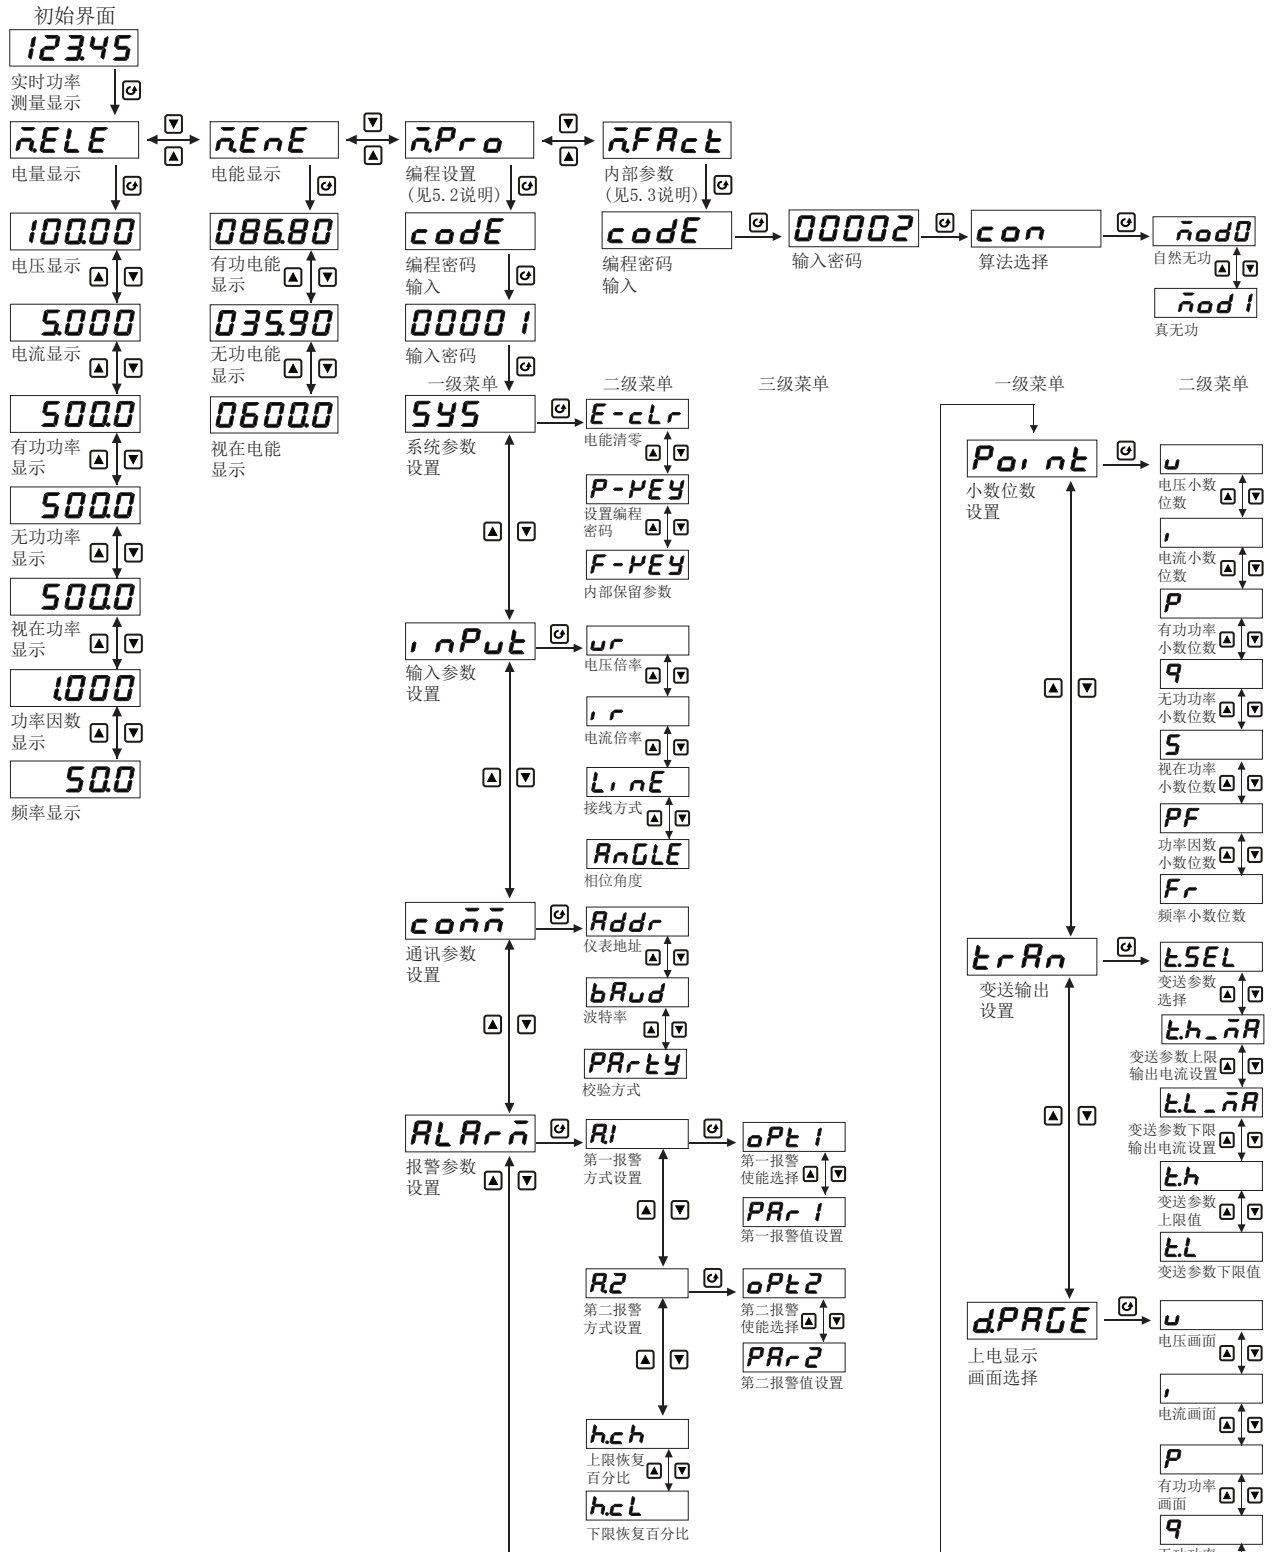 初始界面
123.45
实时功率
测量显示
M.ELE
电量显示
100.00
电压显示
5.000
电流显示
500.0
有功功率
显示
500.0
无功功率
显示
500.0
视在功率
显示
1.000
功率因数
显示
50.0
频率显示
M.EnE
电能显示
086.80
有功电能
显示
035.90
无功电能
显示
0600.0
视在电能
显示
M.Pro
编程设置
(见5.2说明)
codE
编程密码
输入
00001
输入密码
M.FAct
内部参数
(见5.3说明)
codE
编程密码
输入
00002
输入密码
con
算法选择
Mod0
自然无功
Mod1
真无功
一级菜单
二级菜单
三级菜单
SYS
系统参数
设置
E-cLr
电能清零
P-KEY
设置编程
密码
F-KEY
内部保留参数
inPut
输入参数
设置
ur
电压倍率
ir
电流倍率
LinE
接线方式
AnGLE
相位角度
coMM
通讯参数
设置
Addr
仪表地址
bAud
波特率
PArtY
校验方式
ALArM
报警参数
设置
A.1
第一报警
方式设置
oPt1
第一报警
使能选择
PAr1
第一报警值设置
A.2
第二报警
方式设置
oPt2
第二报警
使能选择
PAr2
第二报警值设置
h.ch
上限恢复
百分比
h.cL
下限恢复百分比
一级菜单
二级菜单
Point
小数位数
设置
u
电压小数
位数
i
电流小数
位数
P
有功功率
小数位数
q
无功功率
小数位数
S
视在功率
小数位数
PF
功率因数
小数位数
Fr
频率小数位数
trAn
变送输出
设置
t.SEL
变送参数
选择
t.h_MA
变送参数上限
输出电流设置
t.L_MA
变送参数下限
输出电流设置
t.h
变送参数
上限值
t.L
变送参数下限值
d.PAGE
上电显示
画面选择
u
电压画面
i
电流画面
P
有功功率
画面
q